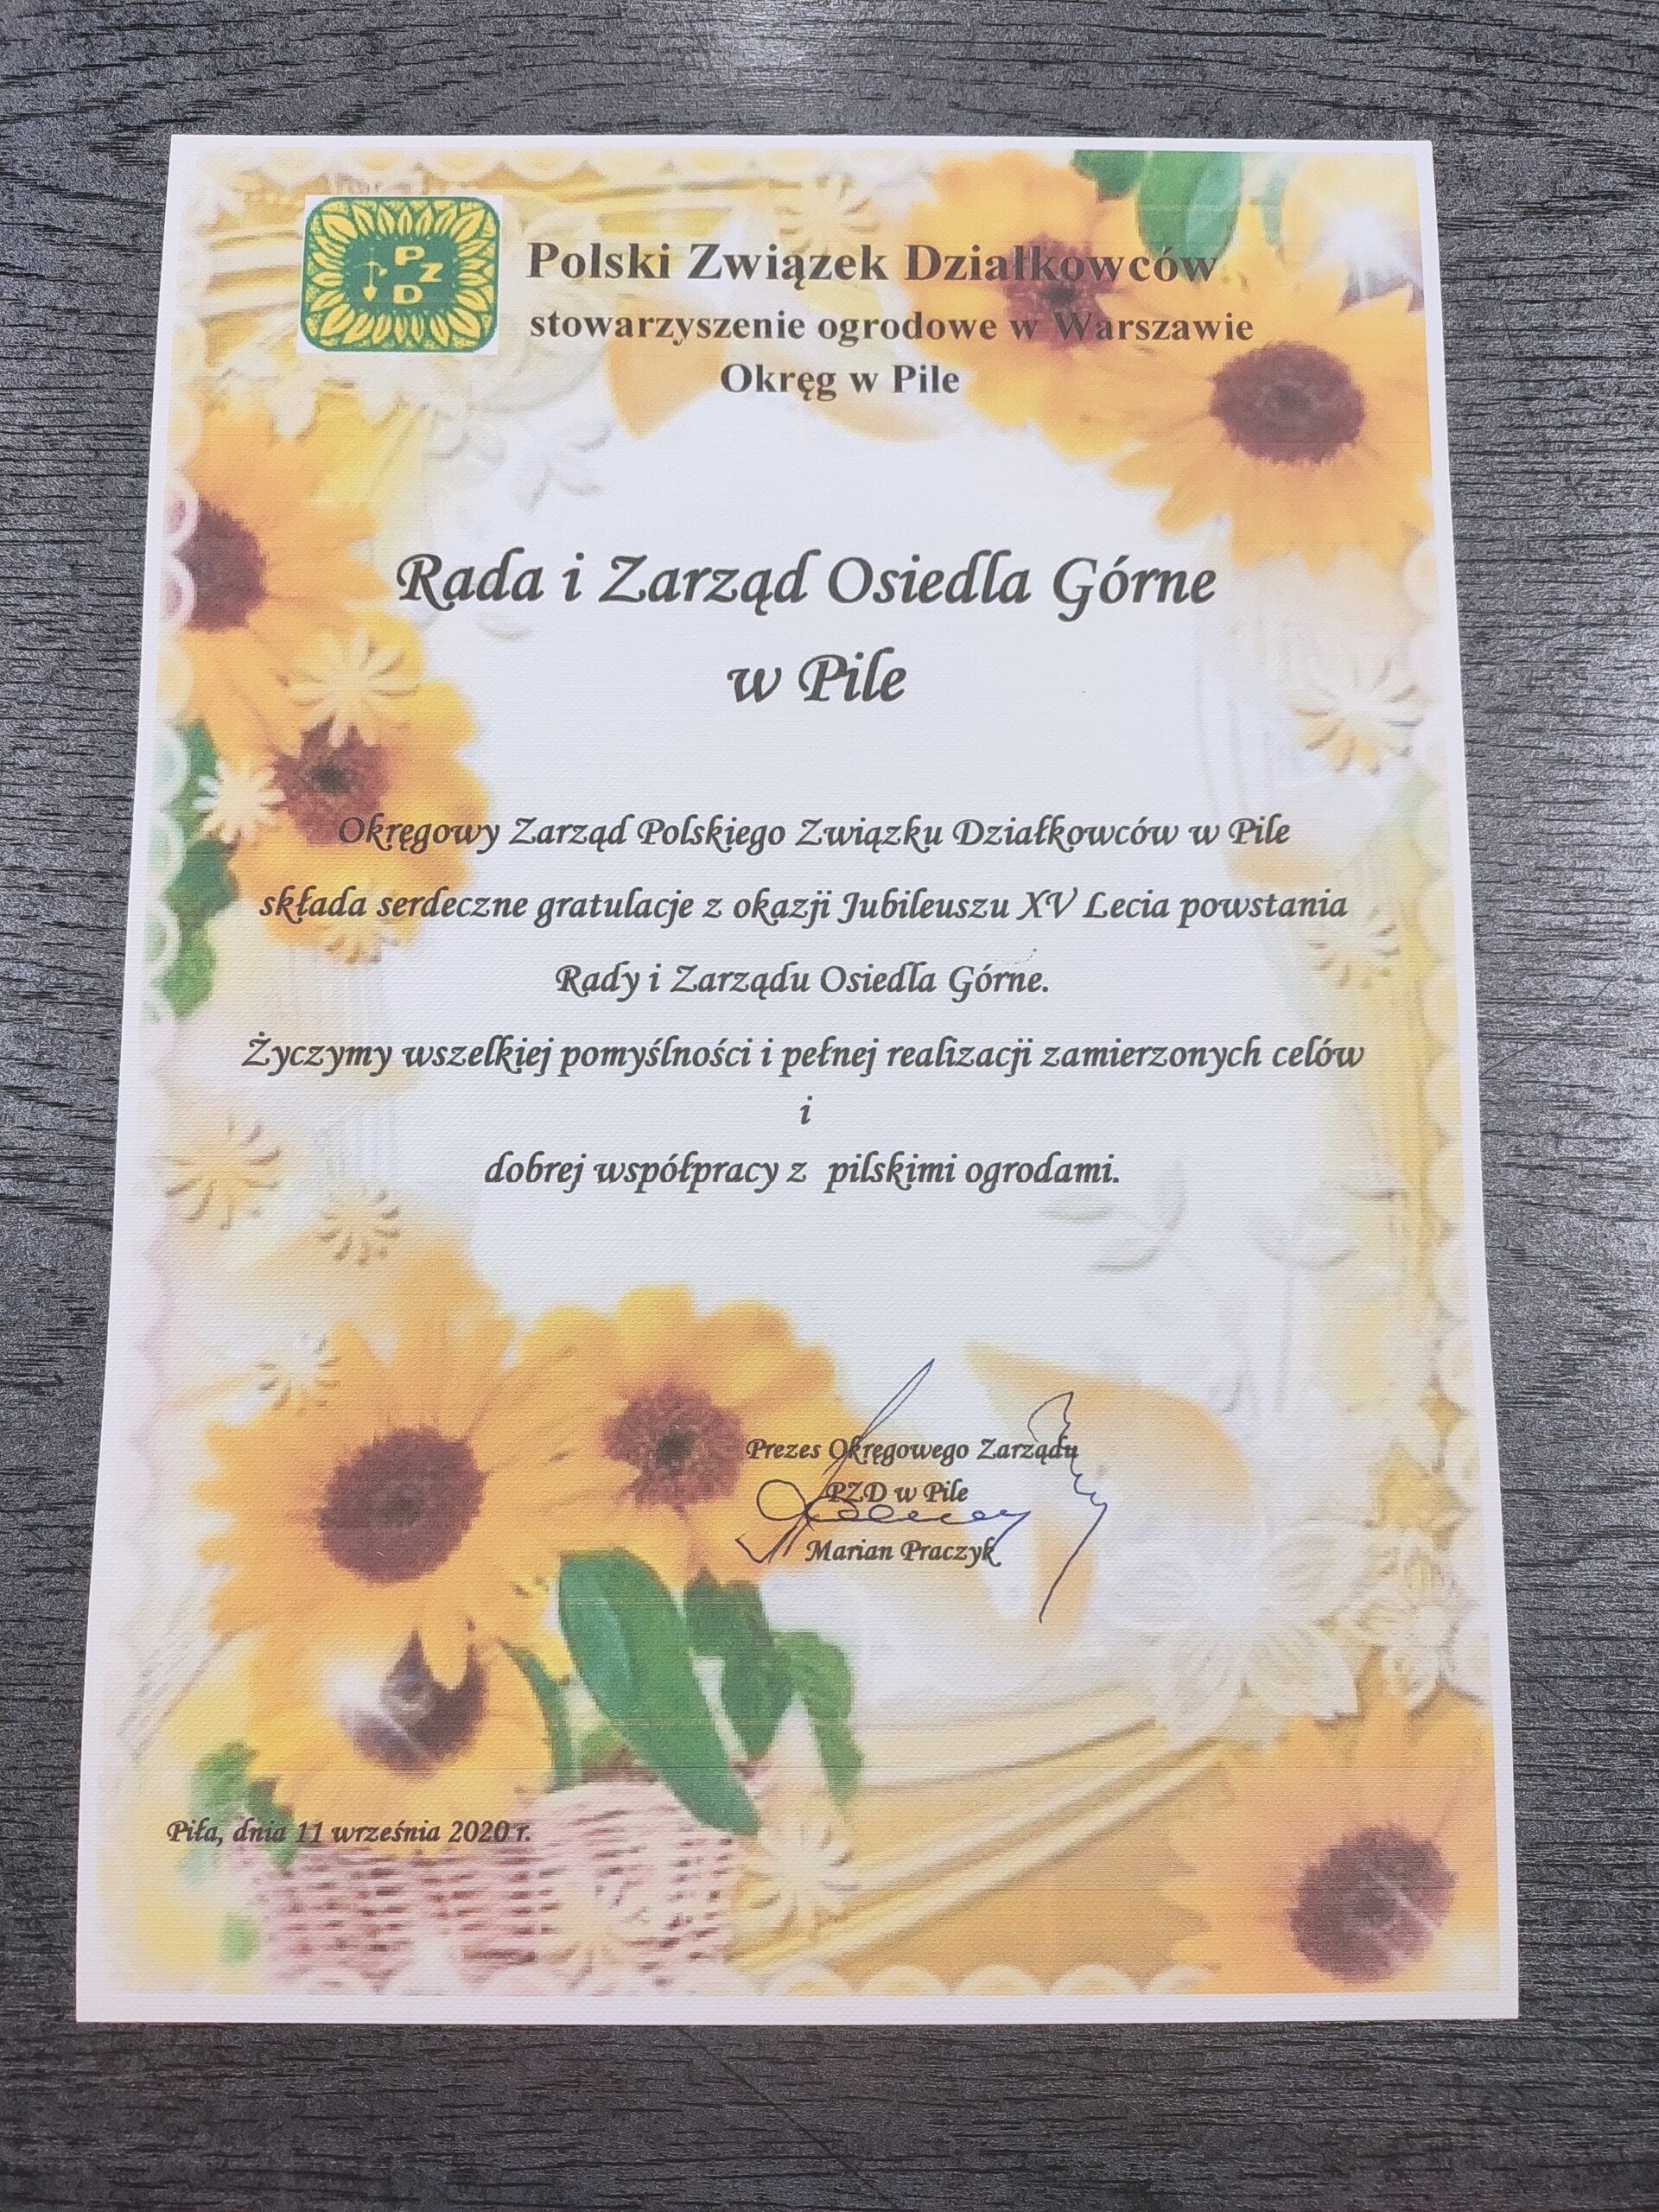 P
Z
D
Polski Związek Działkowców
stowarzyszenie ogrodowe w Warszawie
Okręg w Pile
Rada i Zarząd Osiedla Górne
w Pile
Okręgowy Zarząd Polskiego Związku Działkowców w Pile
składa serdeczne gratulacje z okazji Jubileuszu XV Lecia powstania
Rady i Zarządu Osiedla Górne.
Życzymy wszelkiej pomyślności i pełnej realizacji zamierzonych celów
i
dobrej współpracy z pilskimi ogrodami.
Prezes Okręgowego Zarządu
PZD w Pile
Marian Praczyk
Piła, dnia 11 września 2020 r.